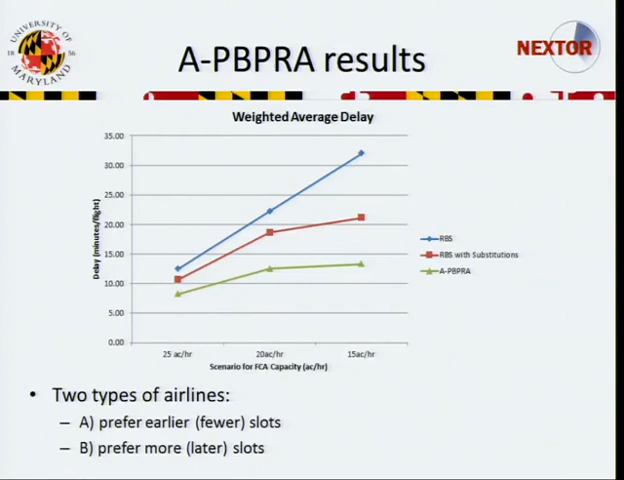 UNIVERSITY OF
18 56
MARYLAND
A-PBPRA results
NEXTOR
Weighted Average Delay
35.00
30.00
25.00
20.00
15.00
10.00
5.00
0.00
Delay (minutes/flight)
25 ac/hr
20ac/hr
15ac/hr
Scenario for FCA Capacity (ac/hr)
RBS
RBS with Substitutions
A-PBPRA
• Two types of airlines:
– A) prefer earlier (fewer) slots
– B) prefer more (later) slots